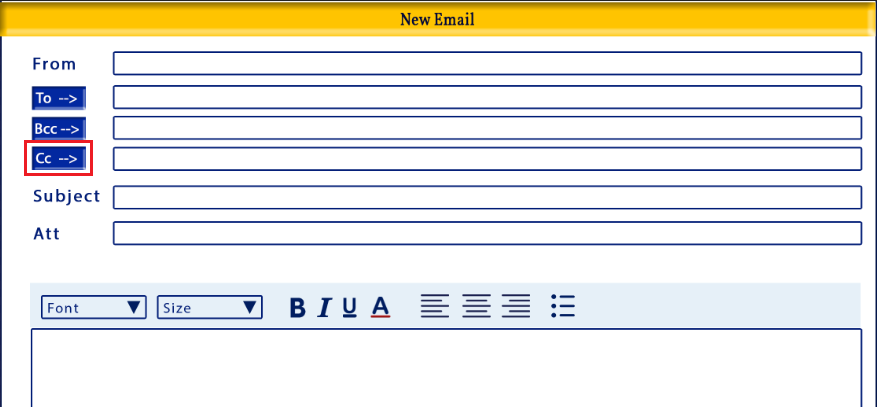 New Email
From
To -->
Bcc -->
Cc -->
Subject
Att
Font Size B I U A